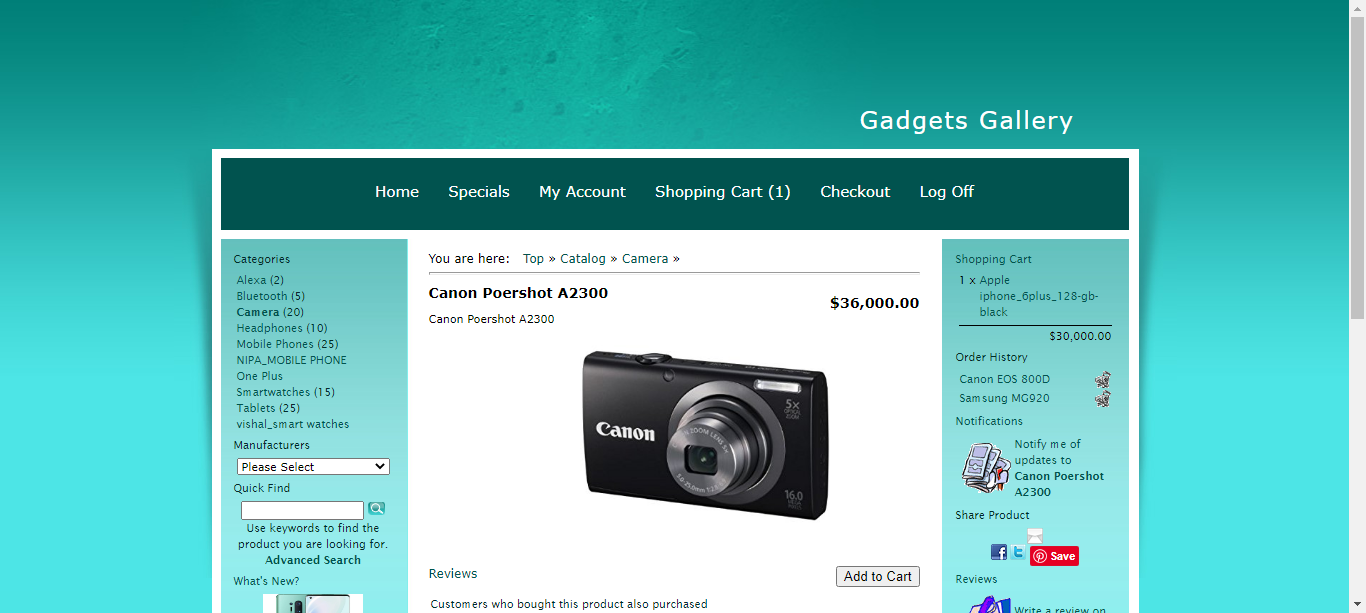 Gadgets Gallery
Home Specials My Account Shopping Cart (1) Checkout Log Off
Categories
Alexa (2)
Bluetooth (5)
Camera (20)
Headphones (10)
Mobile Phones (25)
NIPA_MOBILE PHONE
One Plus
Smartwatches (15)
Tablets (25)
vishal_smart watches
Manufacturers
Please Select
Quick Find
Use keywords to find the
product you are looking for.
Advanced Search
What's New?
You are here: Top » Catalog » Camera »
Canon Poershot A2300
$36,000.00
Canon Poershot A2300
Canon
5X
OPTICAL
ZOOM
ZOOM LENS 5X
16.0
MEGA
PIXELS
Reviews
Add to Cart
Customers who bought this product also purchased
Shopping Cart
1 x Apple
iphone_6plus_128-gb-
black
$30,000.00
Order History
Canon EOS 800D
Samsung MG920
Notifications
Notify me of
updates to
Canon Poershot
A2300
Share Product
Save
Reviews
Write a review on